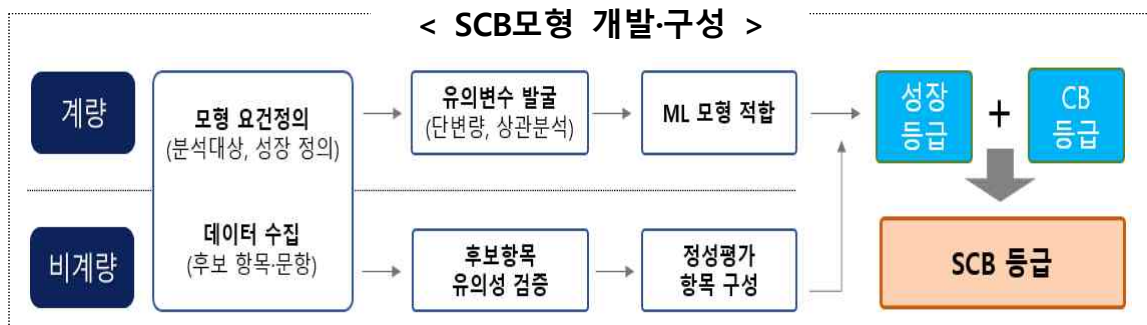 < SCB모형 개발·구성 >
계량
모형 요건정의
(분석대상, 성장 정의)
유의변수 발굴
(단변량, 상관분석)
ML 모형 적합
성장
등급
+
CB
등급
비계량
데이터 수집
(후보 항목·문항)
후보항목
유의성 검증
정성평가
항목 구성
SCB 등급